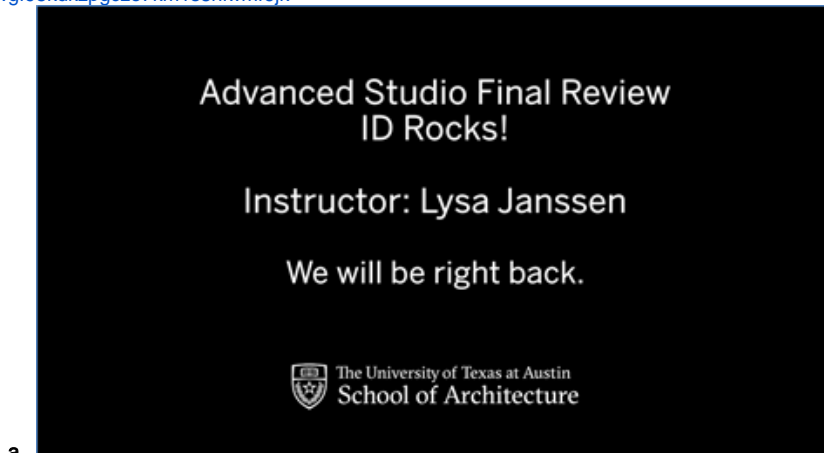 Advanced Studio Final Review
ID Rocks!
Instructor: Lysa Janssen
We will be right back.
The University of Texas at Austin
School of Architecture
a